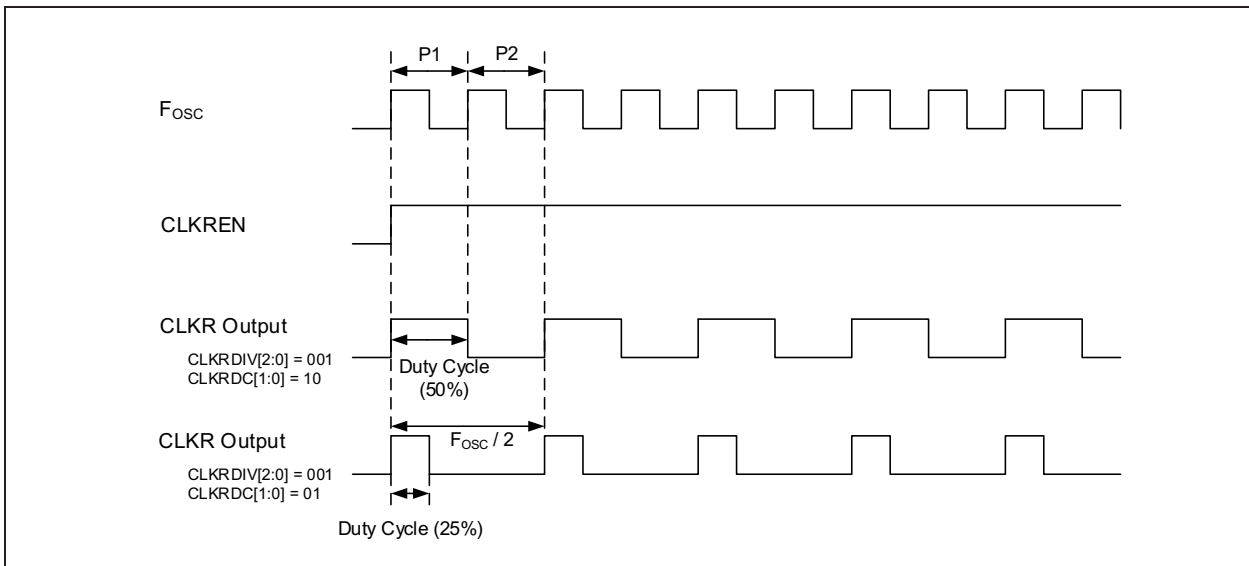 P1
P2
FOSC
CLKREN
CLKR Output
CLKRDIV[2:0] = 001
CLKRDC[1:0] = 10
Duty Cycle
(50%)
FOSC / 2
CLKR Output
CLKRDIV[2:0] = 001
CLKRDC[1:0] = 01
Duty Cycle (25%)